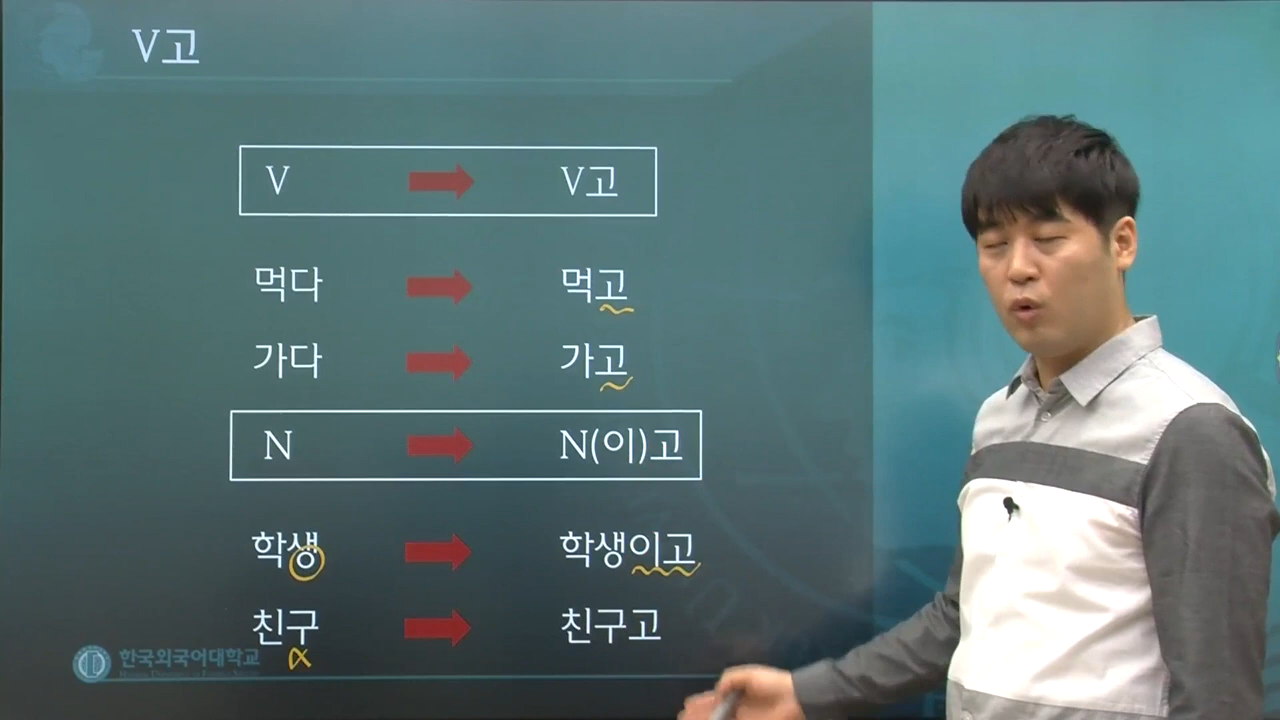 V고
V → V고
먹다 → 먹고
가다 → 가고
N → N(이)고
학생 → 학생이고
친구 → 친구고
한국외국어대학교